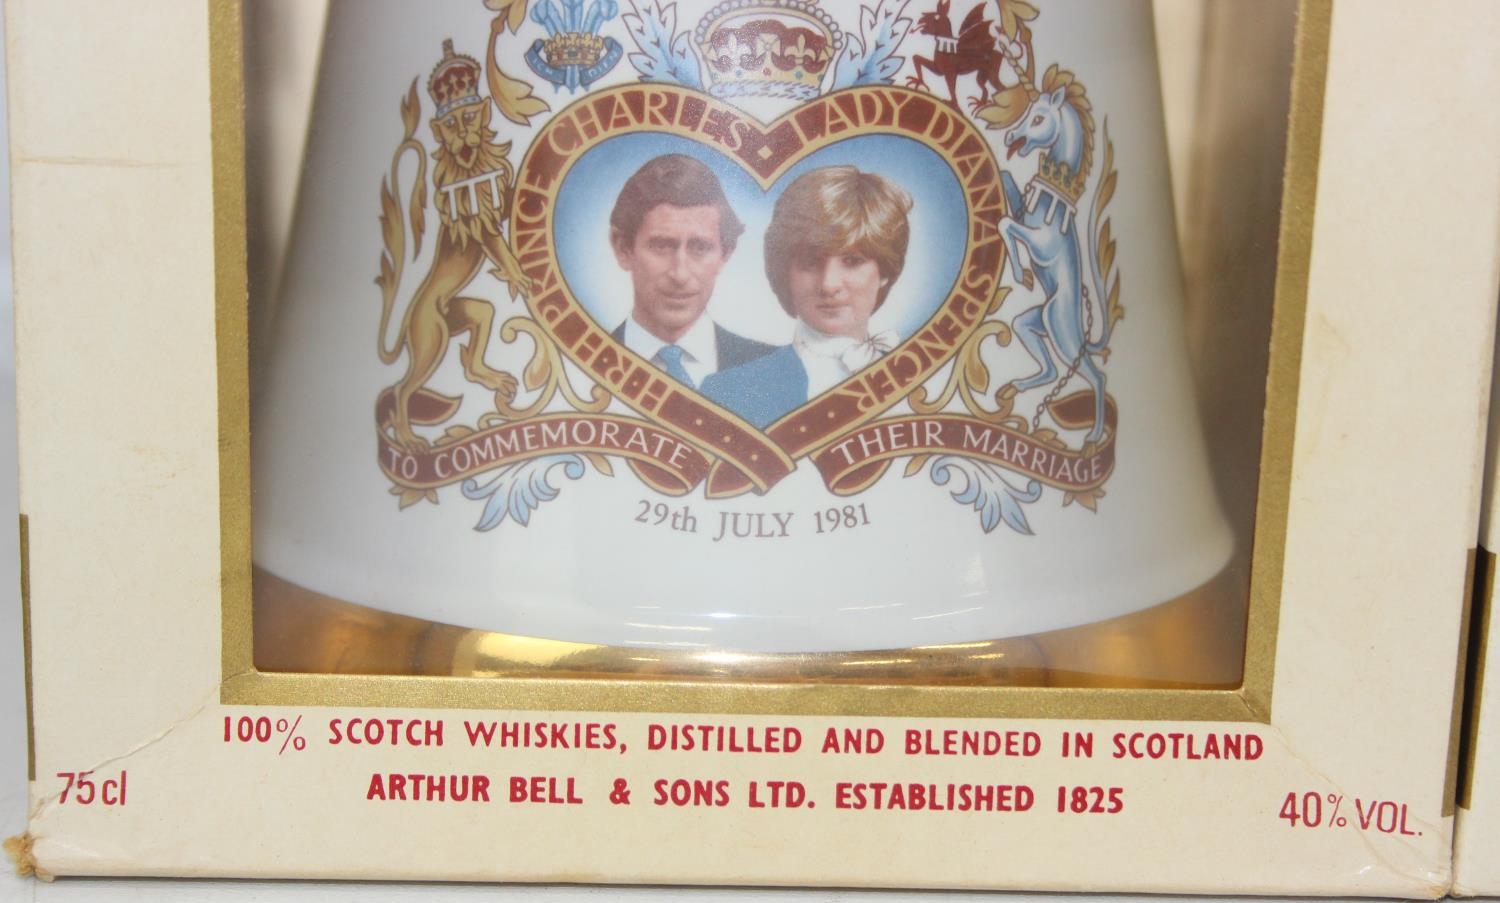 H·R·H PRINCE CHARLES · LADY DIANA SPENCER ·
TO COMMEMORATE THEIR MARRIAGE
29th JULY 1981
100% SCOTCH WHISKIES, DISTILLED AND BLENDED IN SCOTLAND
75cl ARTHUR BELL & SONS LTD. ESTABLISHED 1825 40% VOL.